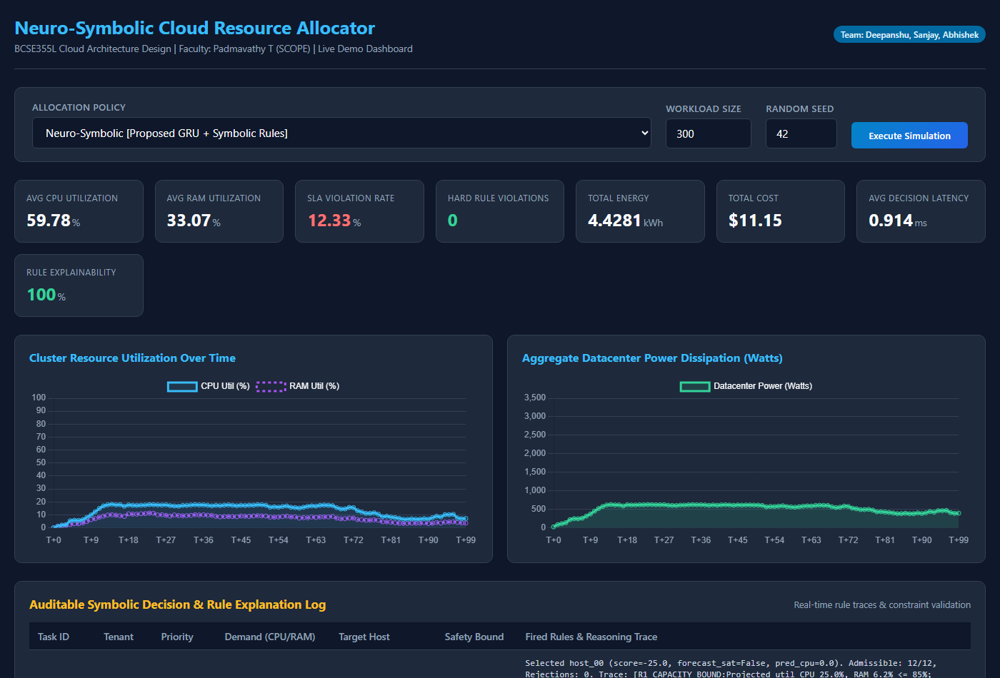 Neuro-Symbolic Cloud Resource Allocator
BCSE355L Cloud Architecture Design | Faculty: Padmavathy T (SCOPE) | Live Demo Dashboard
Team: Deepanshu, Sanjay, Abhishek
ALLOCATION POLICY
Neuro-Symbolic [Proposed GRU + Symbolic Rules]
WORKLOAD SIZE
300
RANDOM SEED
42
Execute Simulation
AVG CPU UTILIZATION
59.78%
AVG RAM UTILIZATION
33.07%
SLA VIOLATION RATE
12.33%
HARD RULE VIOLATIONS
0
TOTAL ENERGY
4.4281 kWh
TOTAL COST
$11.15
AVG DECISION LATENCY
0.914 ms
RULE EXPLAINABILITY
100%
Cluster Resource Utilization Over Time
CPU Util (%) RAM Util (%)
100
90
80
70
60
50
40
30
20
10
0
T+0 T+9 T+18 T+27 T+36 T+45 T+54 T+63 T+72 T+81 T+90 T+99
Aggregate Datacenter Power Dissipation (Watts)
Datacenter Power (Watts)
3,500
3,000
2,500
2,000
1,500
1,000
500
0
T+0 T+9 T+18 T+27 T+36 T+45 T+54 T+63 T+72 T+81 T+90 T+99
Auditable Symbolic Decision & Rule Explanation Log
Real-time rule traces & constraint validation
Task ID Tenant Priority Demand (CPU/RAM) Target Host Safety Bound Fired Rules & Reasoning Trace
Selected host_00 (score=-25.0, forecast_sat=False, pred_cpu=0.0). Admissible: 12/12,
Rejections: 0. Trace: [R1_CAPACITY_BOUND:Projected util CPU 25.0%, RAM 6.2% <= 85%;